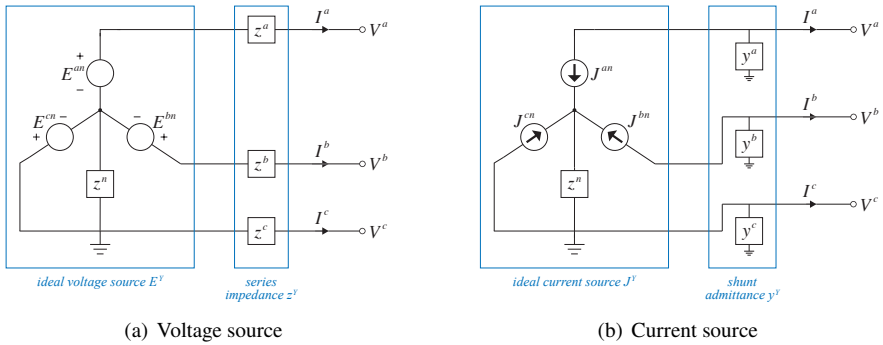 I^a
V^a
z^a
+
E^{an}
−
E^{cn}
−
+
−
E^{bn}
+
z^n
I^b
V^b
z^b
I^c
V^c
z^c
ideal voltage source E^Y
series
impedance z^Y
(a) Voltage source
I^a
V^a
y^a
J^{an}
J^{cn}
J^{bn}
z^n
I^b
V^b
y^b
I^c
V^c
y^c
ideal current source J^Y
shunt
admittance y^Y
(b) Current source